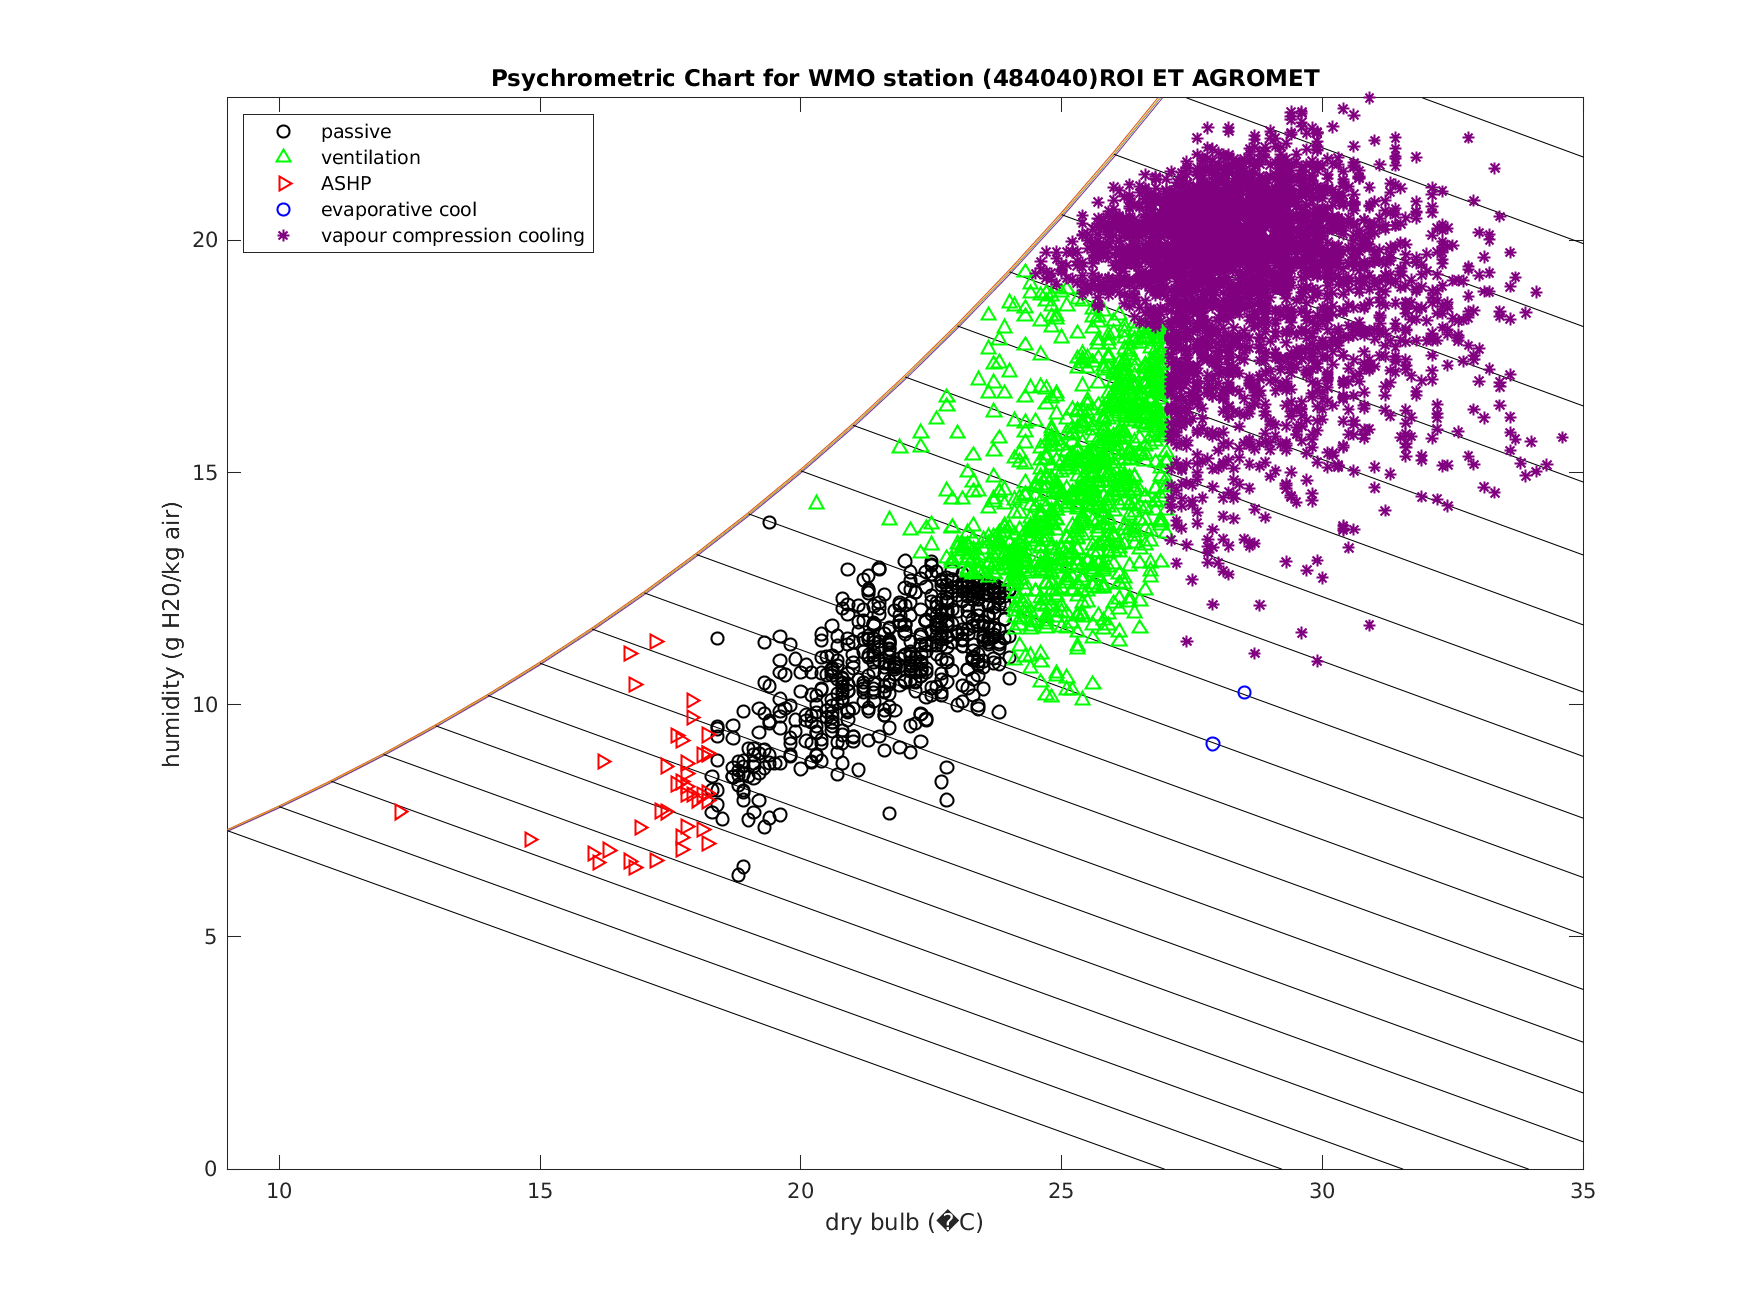 Psychrometric Chart for WMO station (484040)ROI ET AGROMET
passive
ventilation
ASHP
evaporative cool
vapour compression cooling
20
15
10
5
0
humidity (g H20/kg air)
10 15 20 25 30 35
dry bulb (�C)